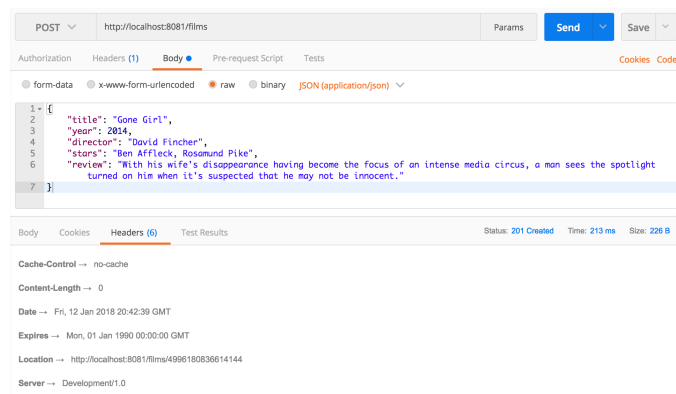 POST http://localhost:8081/films Params Send Save
Authorization Headers (1) Body Pre-request Script Tests Cookies Code
form-data x-www-form-urlencoded raw binary JSON (application/json)
1 {
2 "title": "Gone Girl",
3 "year": 2014,
4 "director": "David Fincher",
5 "stars": "Ben Affleck, Rosamund Pike",
6 "review": "With his wife's disappearance having become the focus of an intense media circus, a man sees the spotlight
turned on him when it's suspected that he may not be innocent."
7 }
Body Cookies Headers (6) Test Results Status: 201 Created Time: 213 ms Size: 226 B
Cache-Control → no-cache
Content-Length → 0
Date → Fri, 12 Jan 2018 20:42:39 GMT
Expires → Mon, 01 Jan 1990 00:00:00 GMT
Location → http://localhost:8081/films/4996180836614144
Server → Development/1.0